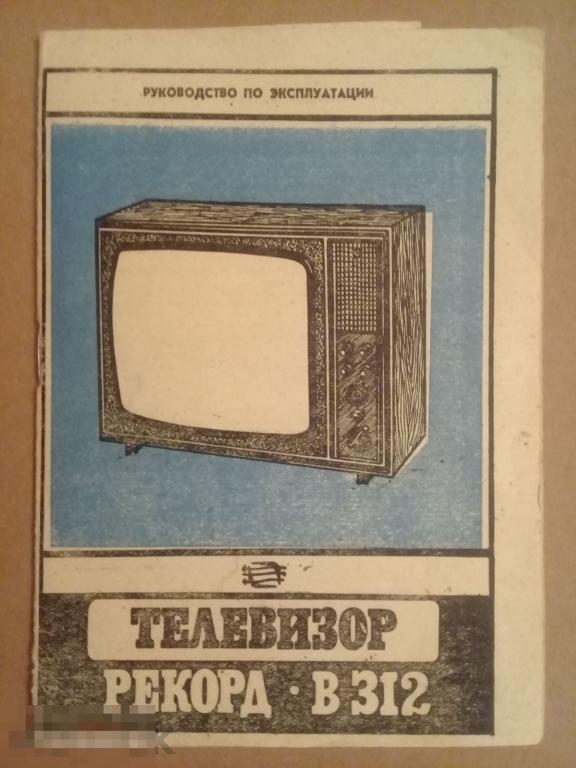 РУКОВОДСТВО ПО ЭКСПЛУАТАЦИИ
ТЕЛЕВИЗОР
РЕКОРД · В 312